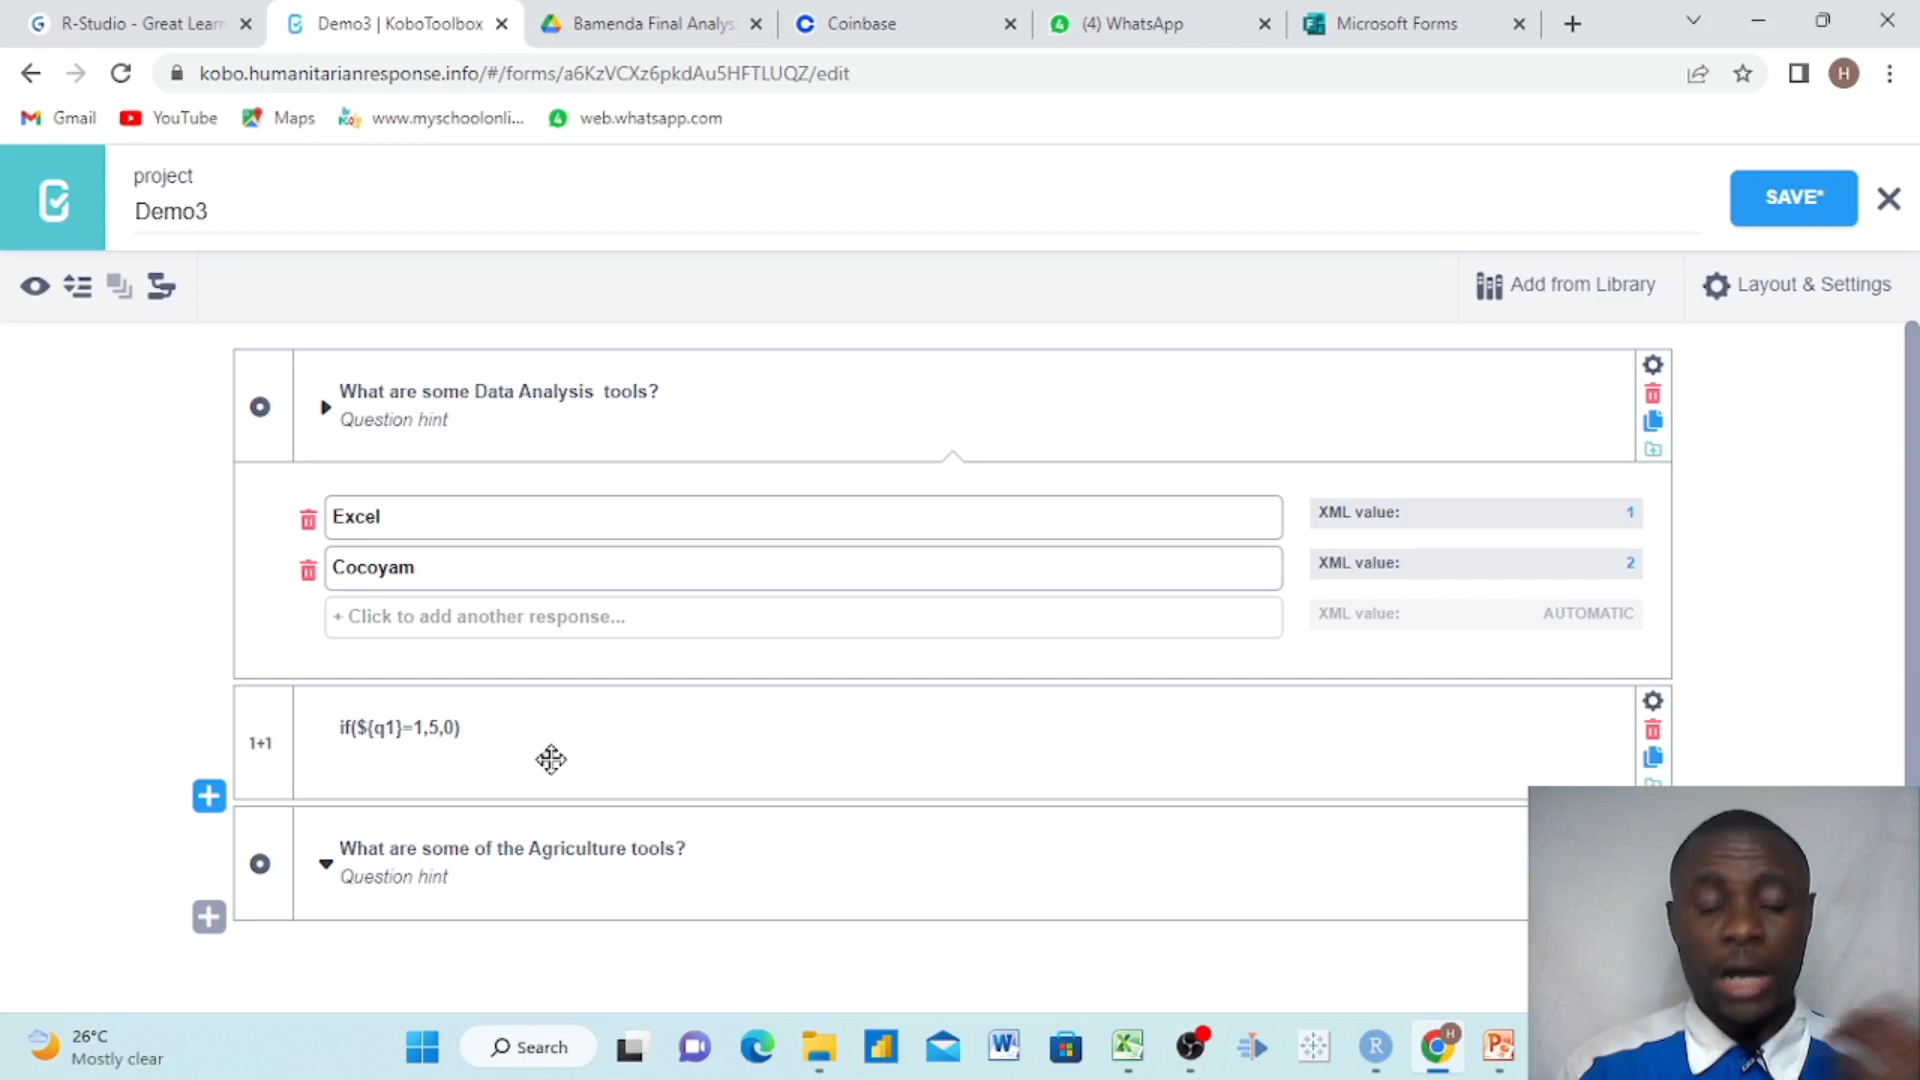 R-Studio - Great Learn
Demo3 | KoboToolbox
Bamenda Final Analys
Coinbase
(4) WhatsApp
Microsoft Forms
kobo.humanitarianresponse.info/#/forms/a6KzVCXz6pkdAu5HFTLUQZ/edit
H
Gmail
YouTube
Maps
www.myschoolonli...
web.whatsapp.com
project
Demo3
SAVE*
Add from Library
Layout & Settings
What are some Data Analysis tools?
Question hint
Excel
XML value: 1
Cocoyam
XML value: 2
+ Click to add another response...
XML value: AUTOMATIC
1+1
if(${q1}=1,5,0)
What are some of the Agriculture tools?
Question hint
26°C
Mostly clear
Search